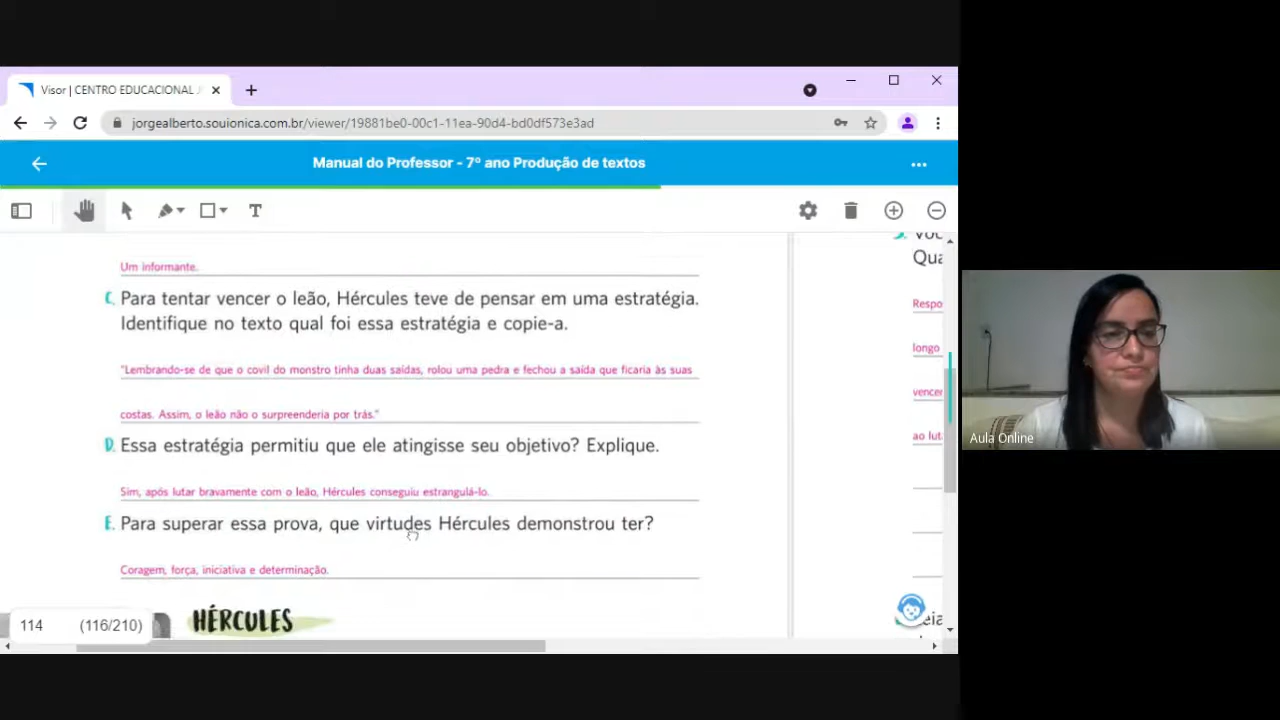 Visor | CENTRO EDUCACIONAL J
jorgealberto.souionica.com.br/viewer/19881be0-00c1-11ea-90d4-bd0df573e3ad
Manual do Professor - 7º ano Produção de textos
T
Um informante.
C. Para tentar vencer o leão, Hércules teve de pensar em uma estratégia.
Identifique no texto qual foi essa estratégia e copie-a.
"Lembrando-se de que o covil do monstro tinha duas saídas, rolou uma pedra e fechou a saída que ficaria às suas
costas. Assim, o leão não o surpreenderia por trás."
D. Essa estratégia permitiu que ele atingisse seu objetivo? Explique.
Sim, após lutar bravamente com o leão, Hércules conseguiu estrangulá-lo.
E. Para superar essa prova, que virtudes Hércules demonstrou ter?
Coragem, força, iniciativa e determinação.
HÉRCULES
114 (116/210)
Voc
Qua
Respo
longo
vencer
ao luta
eia
Aula Online